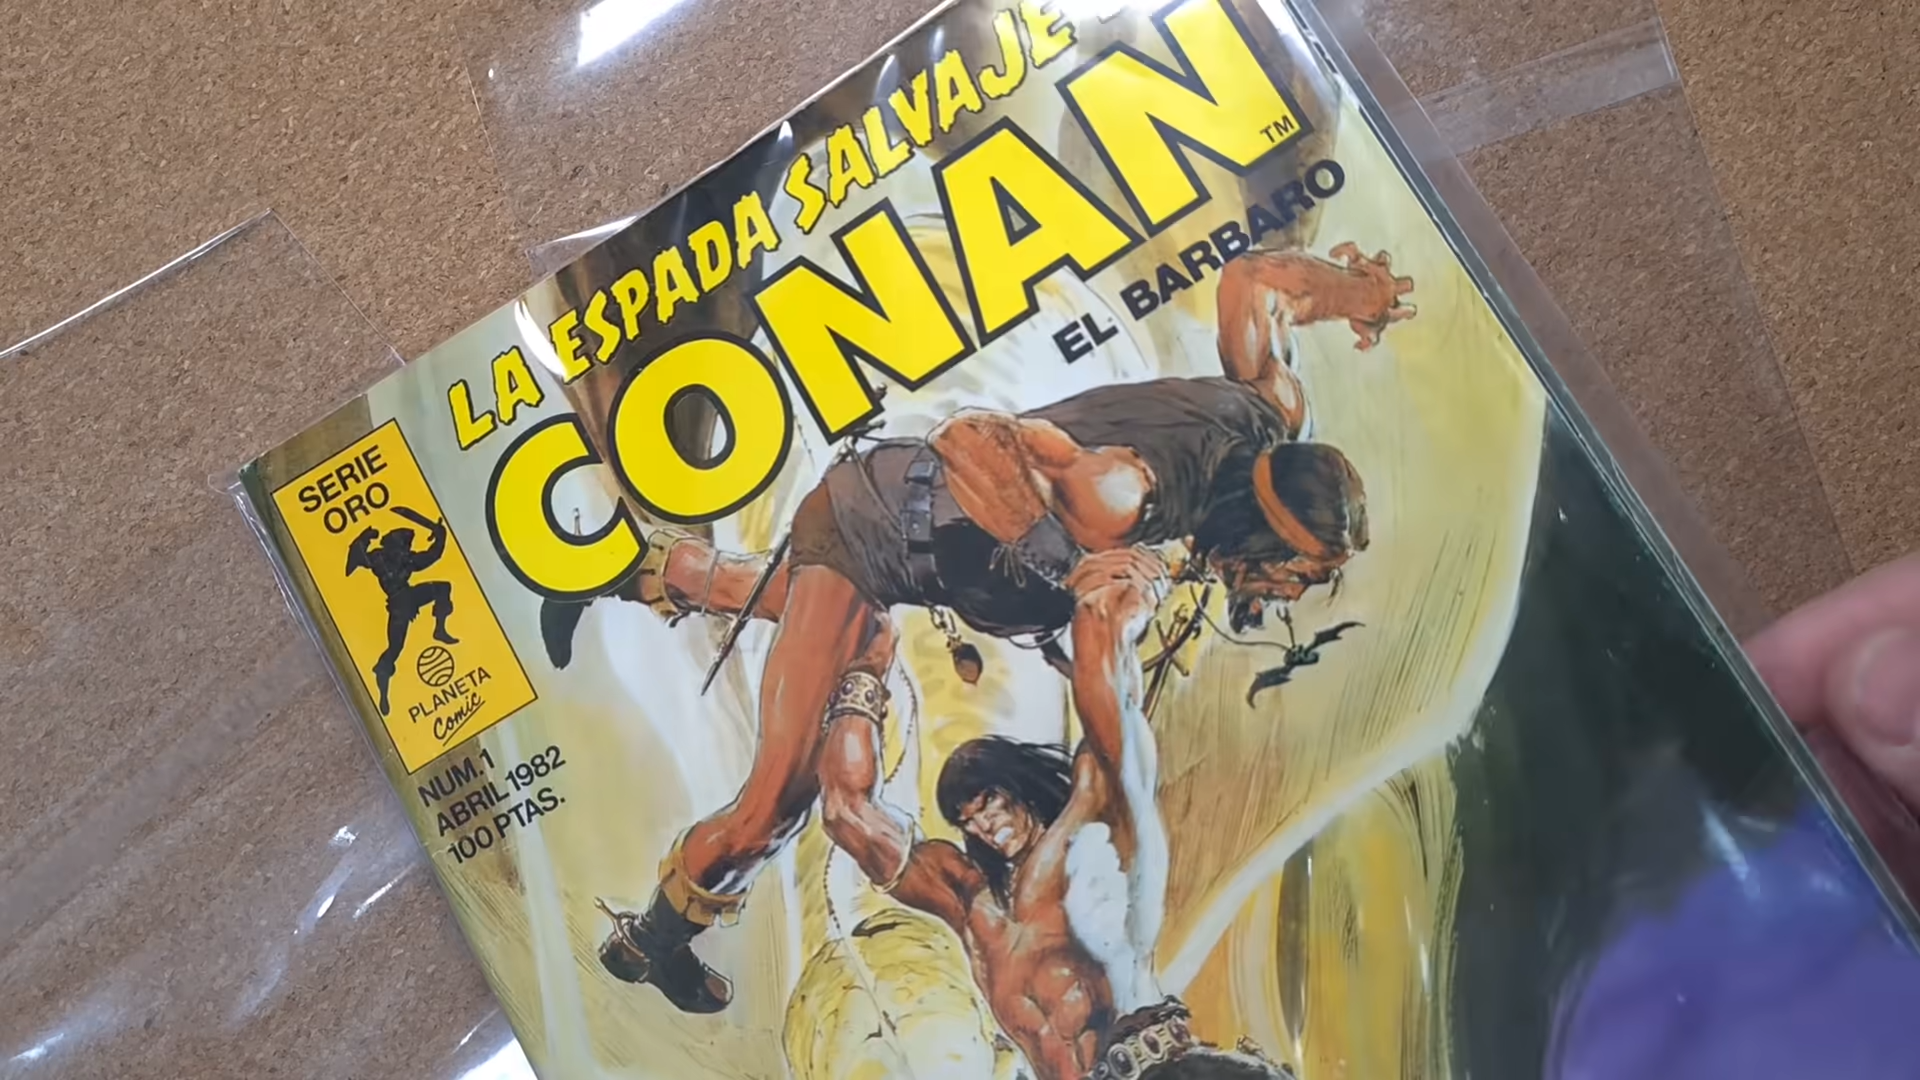 LA ESPADA SALVAJE
CONAN
TM
EL BARBARO
SERIE
ORO
PLANETA
Comic
NUM.1
ABRIL 1982
100 PTAS.